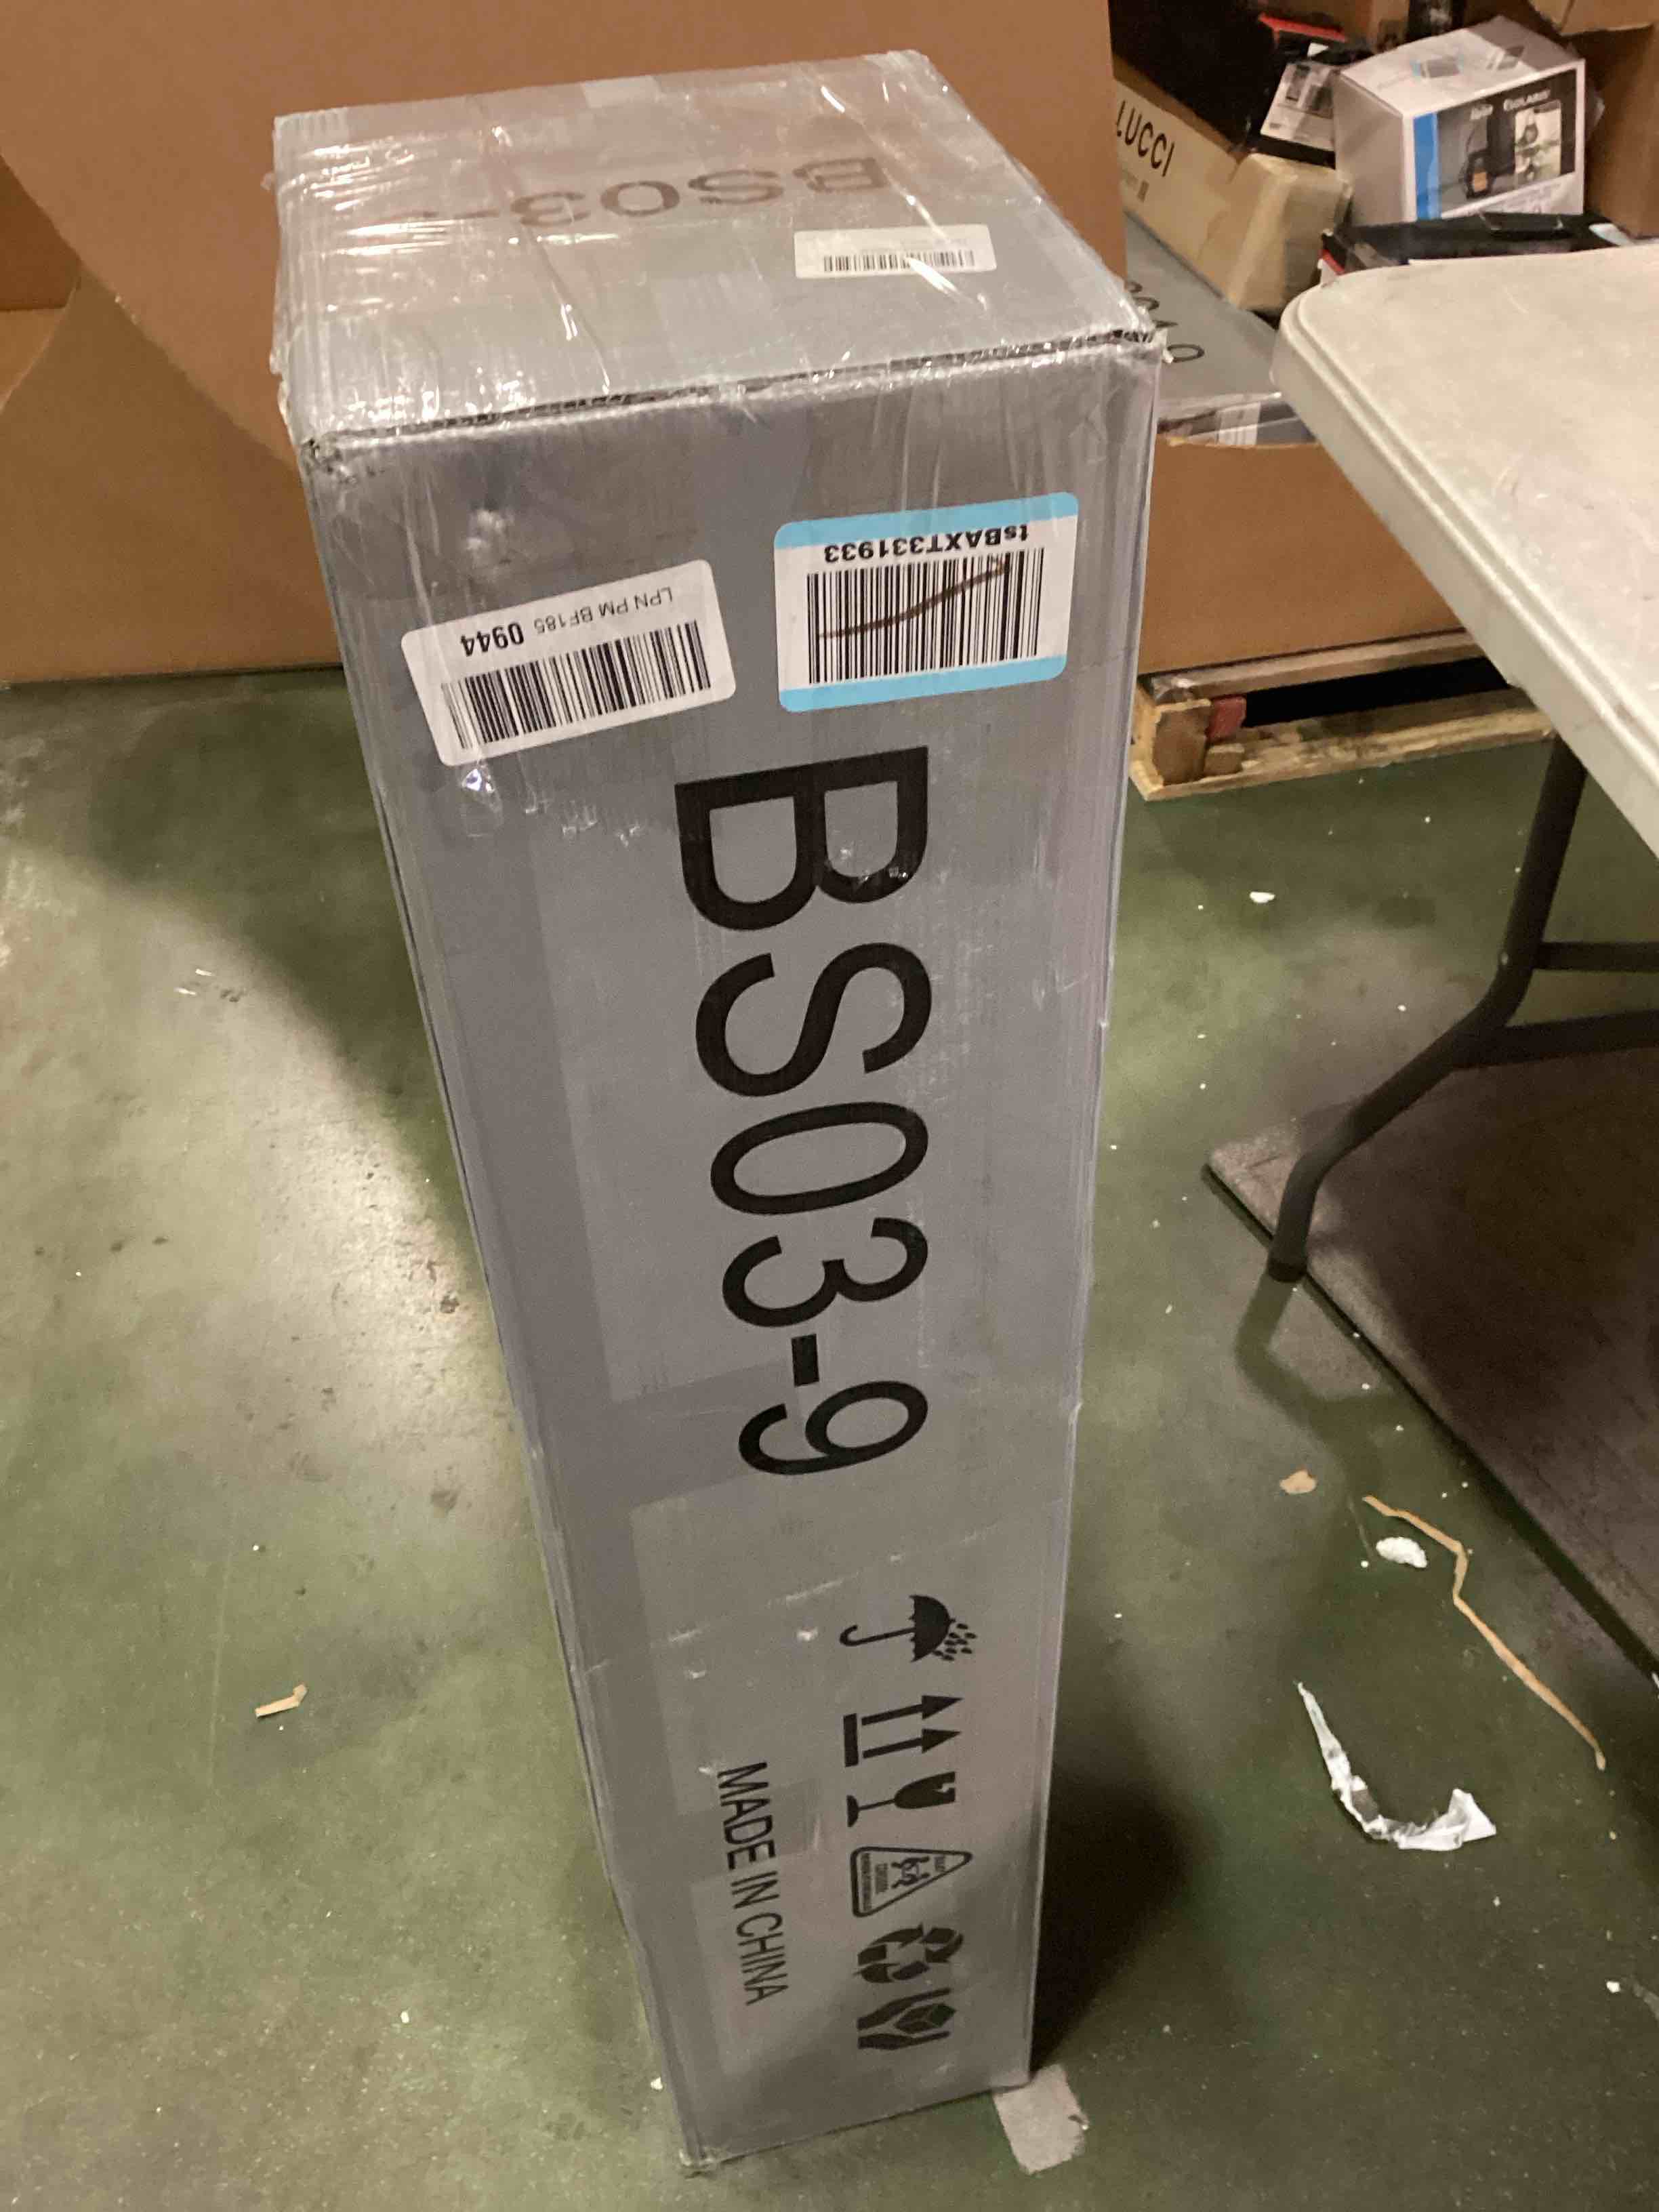 BS03-
tsBAXT331933
LPN PM BF185 0944
BS03-9
MADE IN CHINA
LUCCI